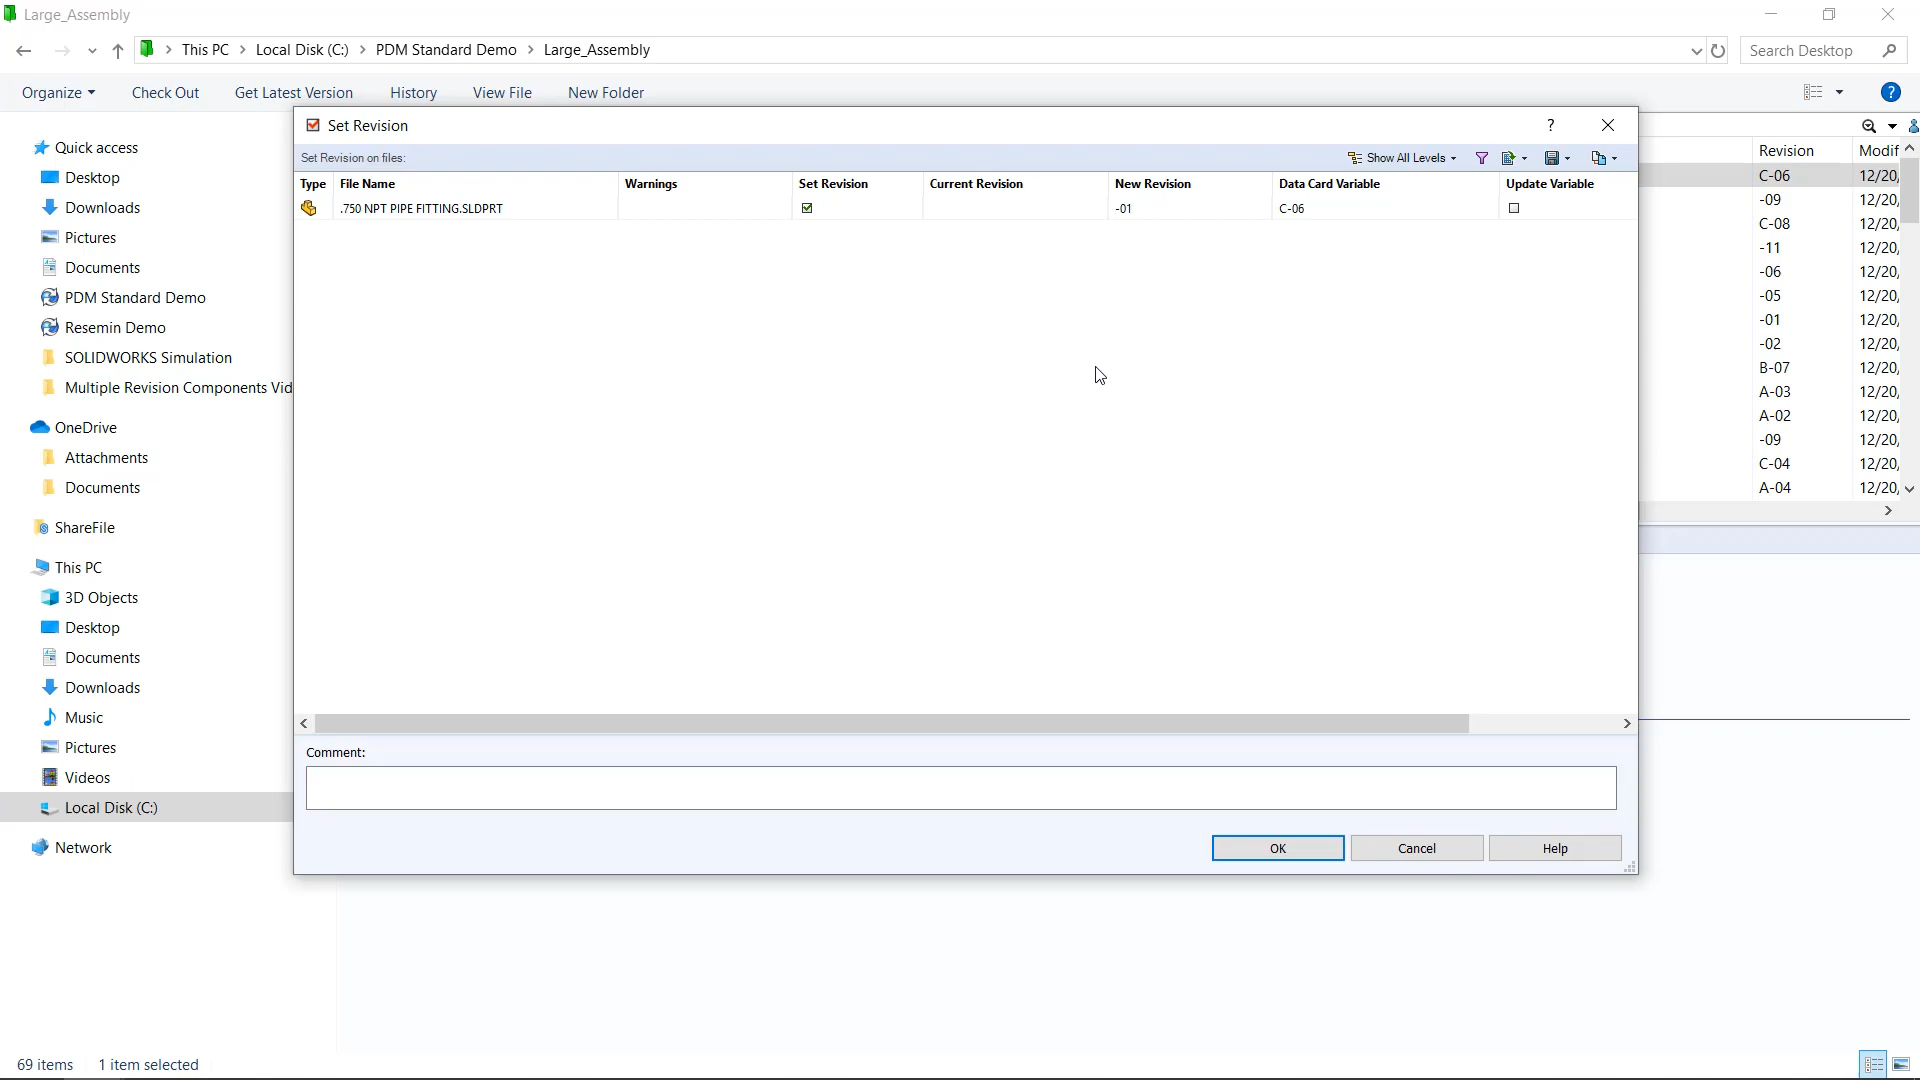 Large_Assembly
This PC > Local Disk (C:) > PDM Standard Demo > Large_Assembly
Search Desktop
Organize
Check Out
Get Latest Version
History
View File
New Folder
Quick access
Desktop
Downloads
Pictures
Documents
PDM Standard Demo
Resemin Demo
SOLIDWORKS Simulation
Multiple Revision Components Vid
OneDrive
Attachments
Documents
ShareFile
This PC
3D Objects
Desktop
Documents
Downloads
Music
Pictures
Videos
Local Disk (C:)
Network
Set Revision
?
Set Revision on files:
Show All Levels
Type File Name Warnings Set Revision Current Revision New Revision Data Card Variable Update Variable
.750 NPT PIPE FITTING.SLDPRT -01 C-06
Comment:
OK
Cancel
Help
Revision Modif
C-06 12/20,
-09 12/20,
C-08 12/20,
-11 12/20,
-06 12/20,
-05 12/20,
-01 12/20,
-02 12/20,
B-07 12/20,
A-03 12/20,
A-02 12/20,
-09 12/20,
C-04 12/20,
A-04 12/20,
69 items 1 item selected